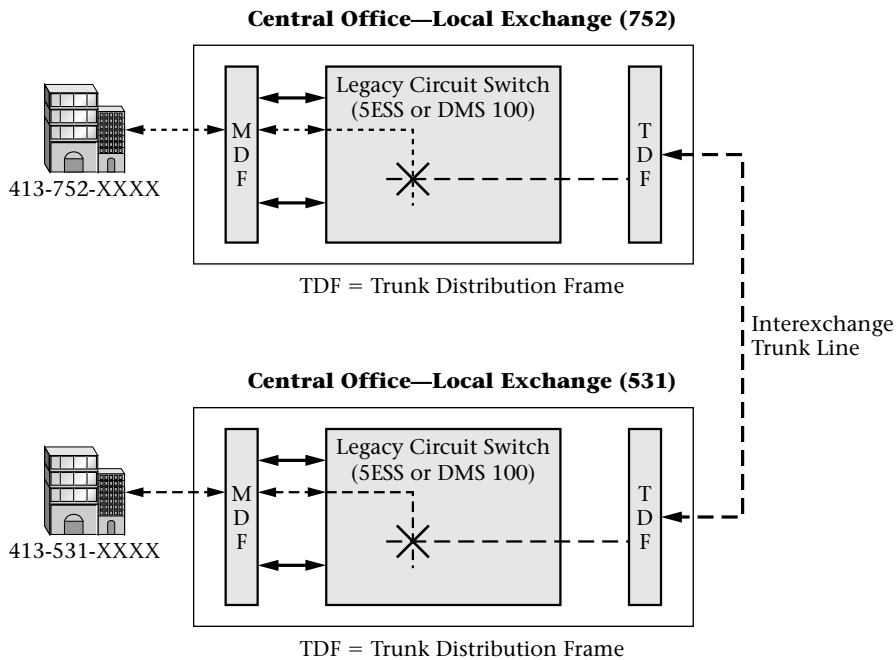 Central Office—Local Exchange (752)
Legacy Circuit Switch
(5ESS or DMS 100)
M
D
F
T
D
F
413-752-XXXX
TDF = Trunk Distribution Frame
Interexchange
Trunk Line
Central Office—Local Exchange (531)
Legacy Circuit Switch
(5ESS or DMS 100)
M
D
F
T
D
F
413-531-XXXX
TDF = Trunk Distribution Frame